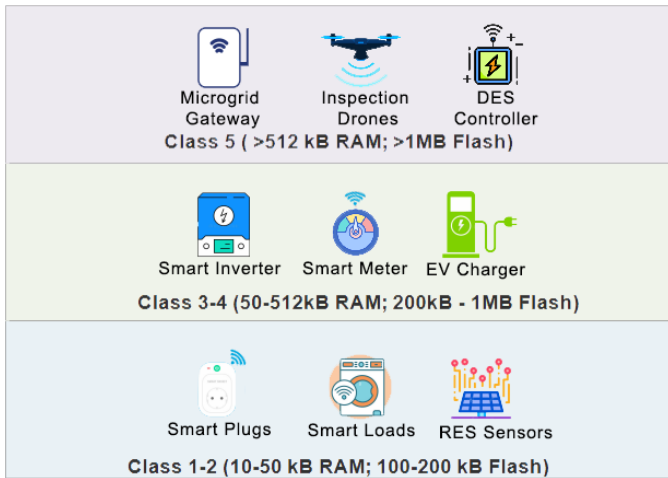 Microgrid Gateway
Inspection Drones
DES Controller
Class 5 ( >512 kB RAM; >1MB Flash)
Smart Inverter
Smart Meter
EV Charger
Class 3-4 (50-512kB RAM; 200kB - 1MB Flash)
Smart Plugs
Smart Loads
RES Sensors
Class 1-2 (10-50 kB RAM; 100-200 kB Flash)